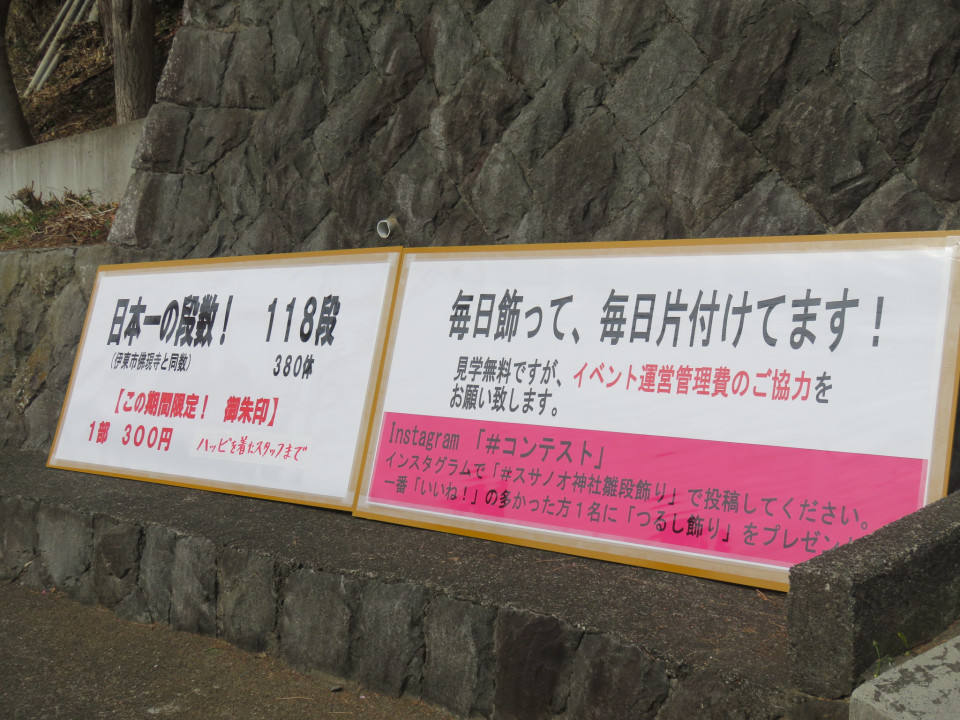 日本一の段数！　118段
（伊東市佛現寺と同数）　380体
【この期間限定！　御朱印】
1部　300円　ハッピを着たスタッフまで
毎日飾って、毎日片付けてます！
見学無料ですが、イベント運営管理費のご協力を
お願い致します。
Instagram 「＃コンテスト」
インスタグラムで「＃スサノオ神社雛段飾り」で投稿してください。
一番「いいね！」の多かった方1名に「つるし飾り」をプレゼン